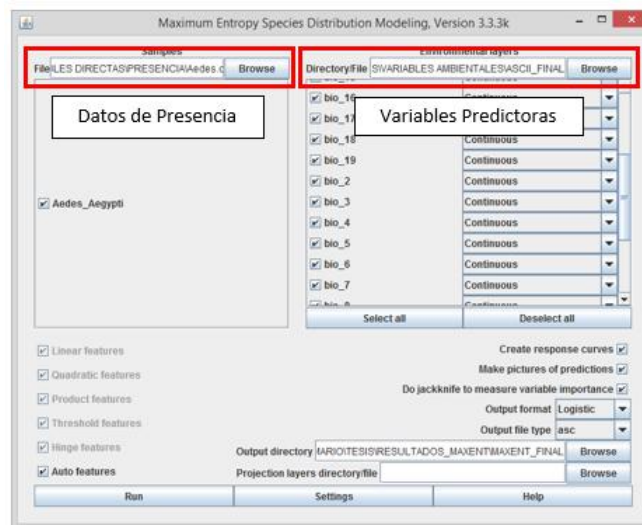 Maximum Entropy Species Distribution Modeling, Version 3.3.3k
Samples
Environmental layers
File ILES DIRECTAS\PRESENCIA\Aedes.c Browse
Directory/File S\VARIABLES AMBIENTALES\ASCII_FINAL Browse
Datos de Presencia
Variables Predictoras
bio_16
bio_17
bio_18 Continuous
bio_19 Continuous
bio_2 Continuous
Aedes_Aegypti
bio_3 Continuous
bio_4 Continuous
bio_5 Continuous
bio_6 Continuous
bio_7 Continuous
Select all Deselect all
Linear features
Create response curves
Quadratic features
Make pictures of predictions
Product features
Do jackknife to measure variable importance
Output format Logistic
Threshold features
Output file type asc
Hinge features
Output directory MARIO\TESIS\RESULTADOS_MAXENT\MAXENT_FINAL Browse
Auto features
Projection layers directory/file Browse
Run Settings Help